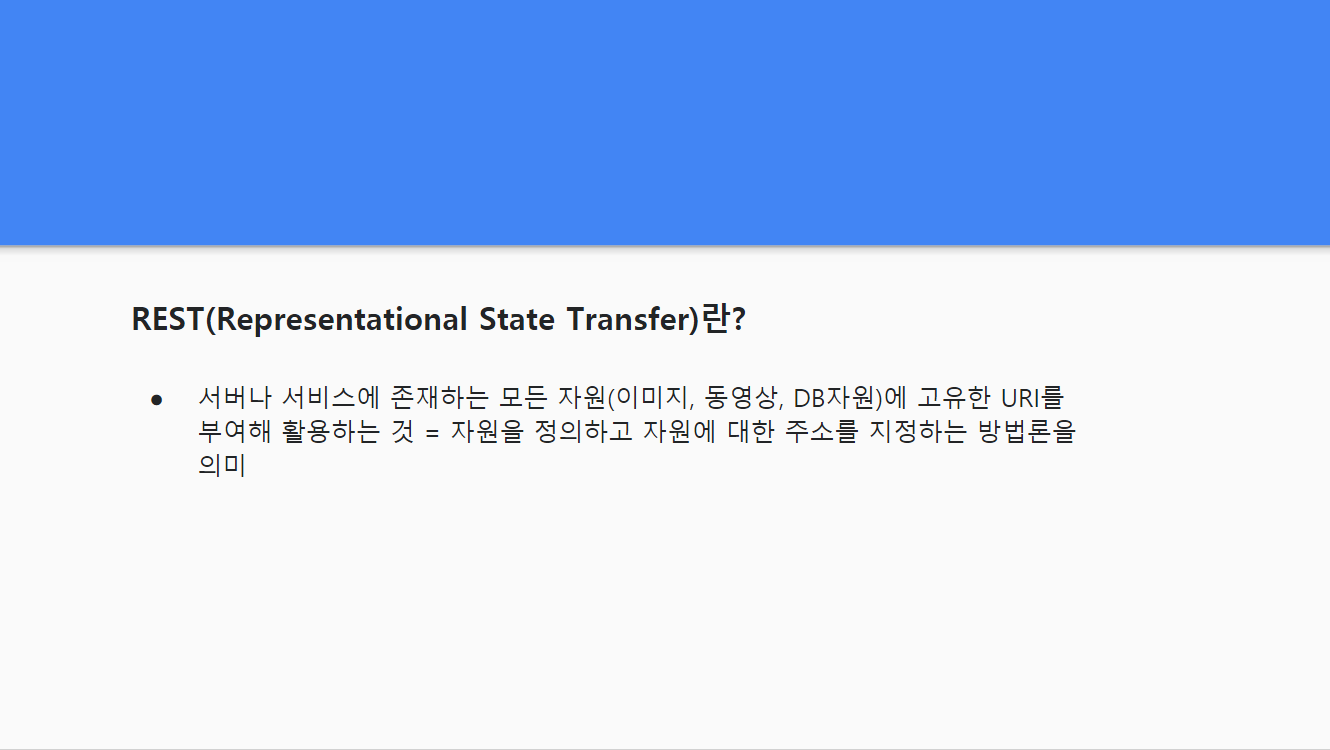 REST(Representational State Transfer)란?
● 서버나 서비스에 존재하는 모든 자원(이미지, 동영상, DB자원)에 고유한 URI를
부여해 활용하는 것 = 자원을 정의하고 자원에 대한 주소를 지정하는 방법론을
의미